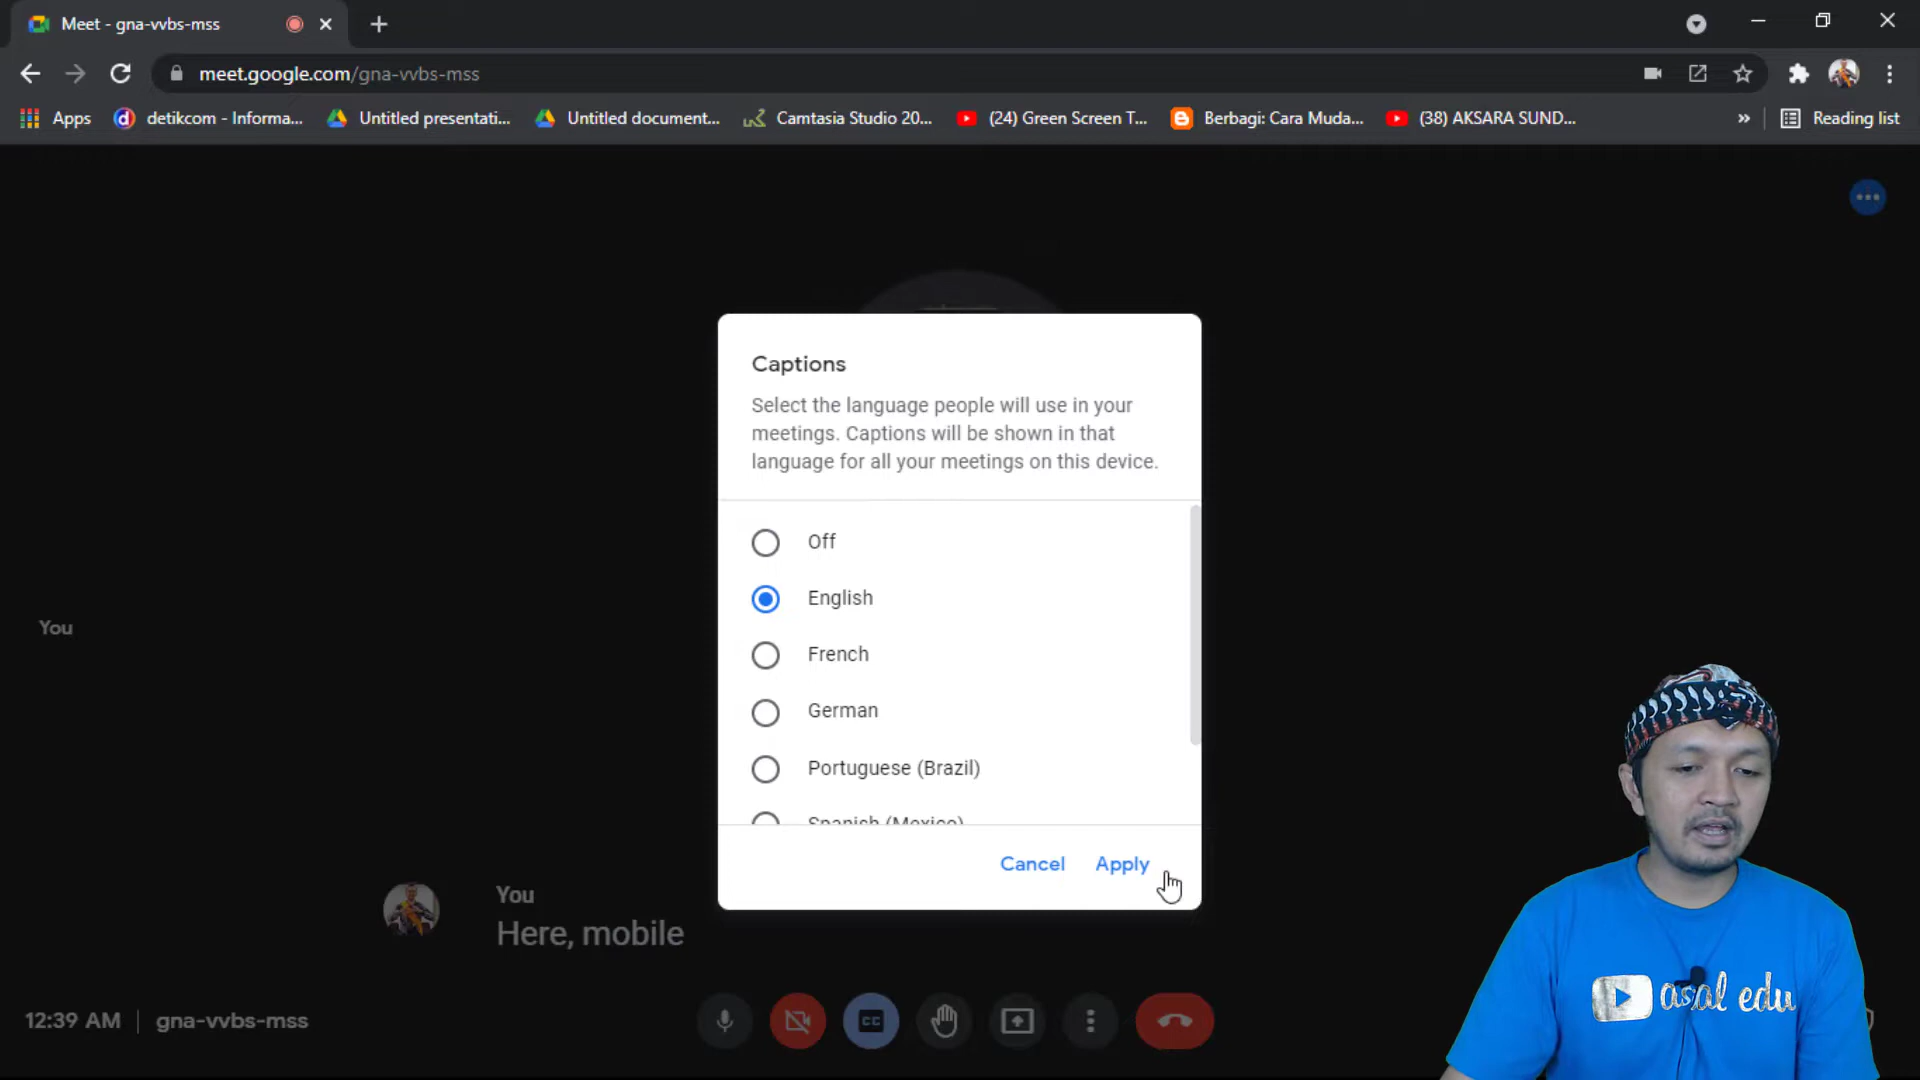 Meet - gna-vvbs-mss
meet.google.com/gna-vvbs-mss
Apps
detikcom - Informa...
Untitled presentati...
Untitled document...
Camtasia Studio 20...
(24) Green Screen T...
Berbagi: Cara Muda...
(38) AKSARA SUND...
»
Reading list
Captions
Select the language people will use in your
meetings. Captions will be shown in that
language for all your meetings on this device.
Off
English
French
German
Portuguese (Brazil)
Spanish (Mexico)
Cancel
Apply
You
You
Here, mobile
12:39 AM | gna-vvbs-mss
CC
asal edu